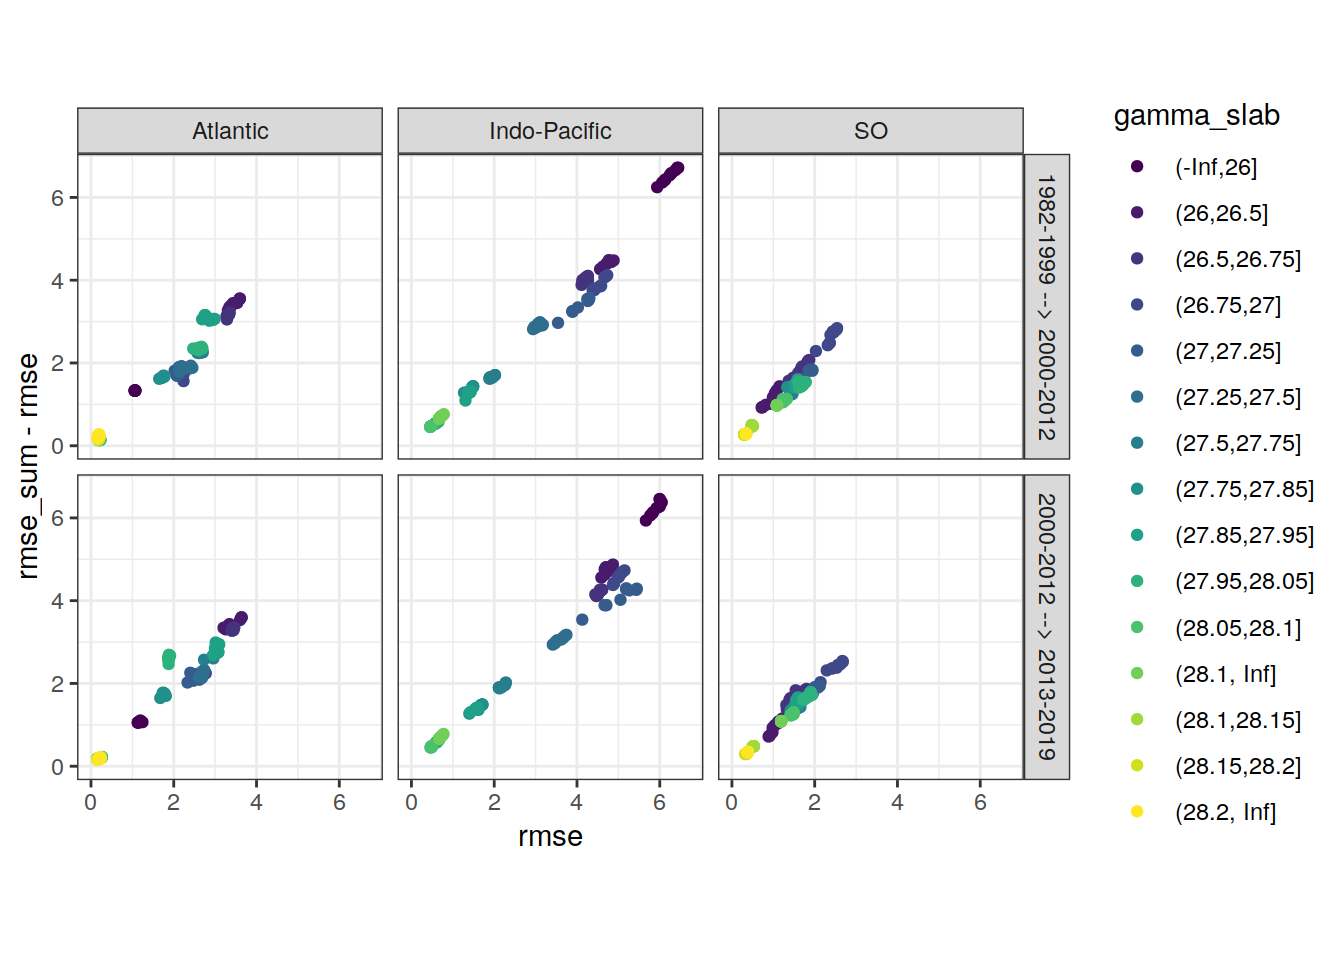 Atlantic
Indo-Pacific
SO
gamma_slab
(-Inf,26]
(26,26.5]
(26.5,26.75]
(26.75,27]
(27,27.25]
(27.25,27.5]
(27.5,27.75]
(27.75,27.85]
(27.85,27.95]
(27.95,28.05]
(28.05,28.1]
(28.1, Inf]
(28.1,28.15]
(28.15,28.2]
(28.2, Inf]
1982-1999 --> 2000-2012
2000-2012 --> 2013-2019
rmse_sum - rmse
6
4
2
0
6
4
2
0
0 2 4 6 0 2 4 6 0 2 4 6
rmse